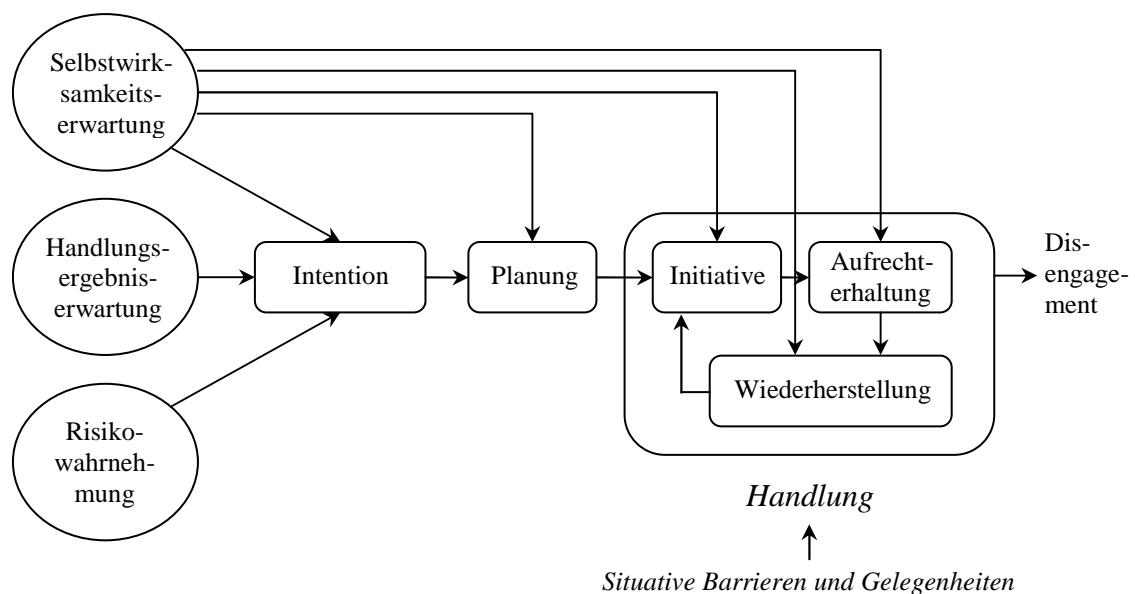 Selbstwirk-
samkeits-
erwartung
Handlungs-
ergebnis-
erwartung
Risiko-
wahrneh-
mung
Intention
Planung
Initiative
Aufrecht-
erhaltung
Wiederherstellung
Dis-
engage-
ment
Handlung
Situative Barrieren und Gelegenheiten